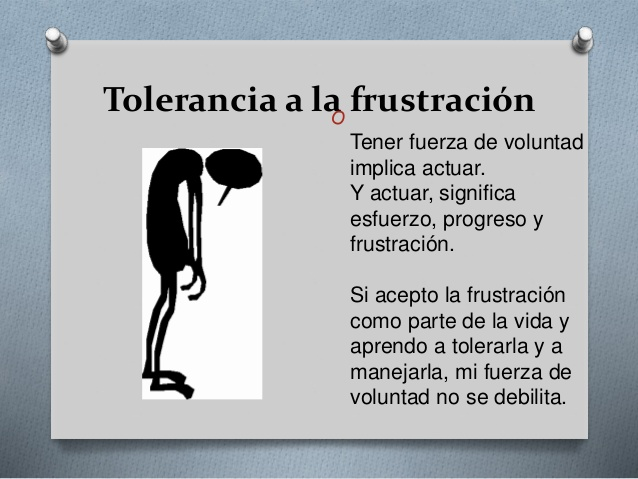 Tolerancia a la frustración
Tener fuerza de voluntad
implica actuar.
Y actuar, significa
esfuerzo, progreso y
frustración.
Si acepto la frustración
como parte de la vida y
aprendo a tolerarla y a
manejarla, mi fuerza de
voluntad no se debilita.